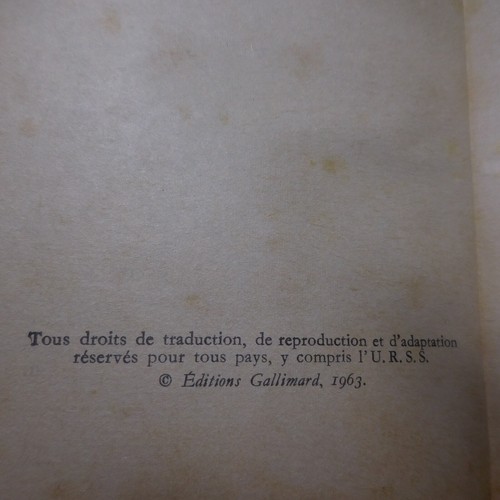 Tous droits de traduction, de reproduction et d'adaptation
réservés pour tous pays, y compris l'U.R.S.S.
© Éditions Gallimard, 1963.